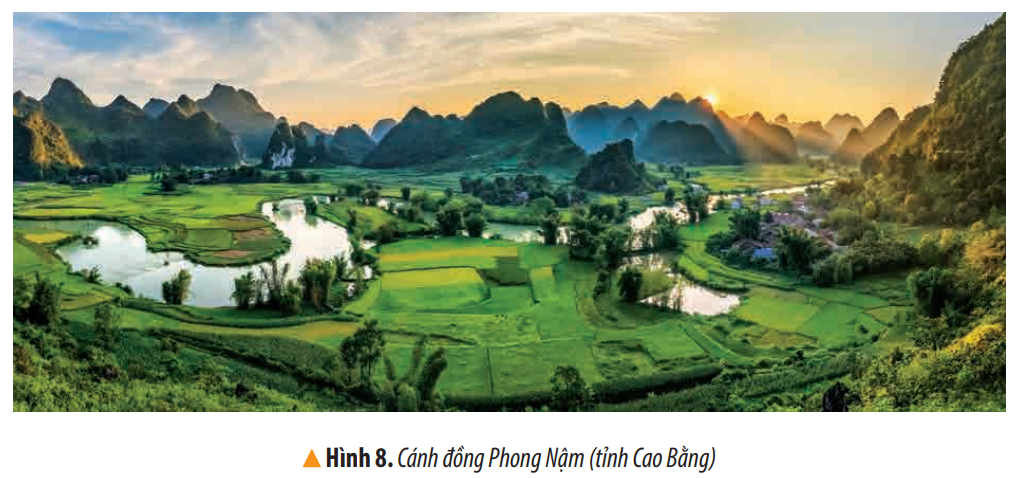 ▲ Hình 8. Cánh đồng Phong Nậm (tỉnh Cao Bằng)